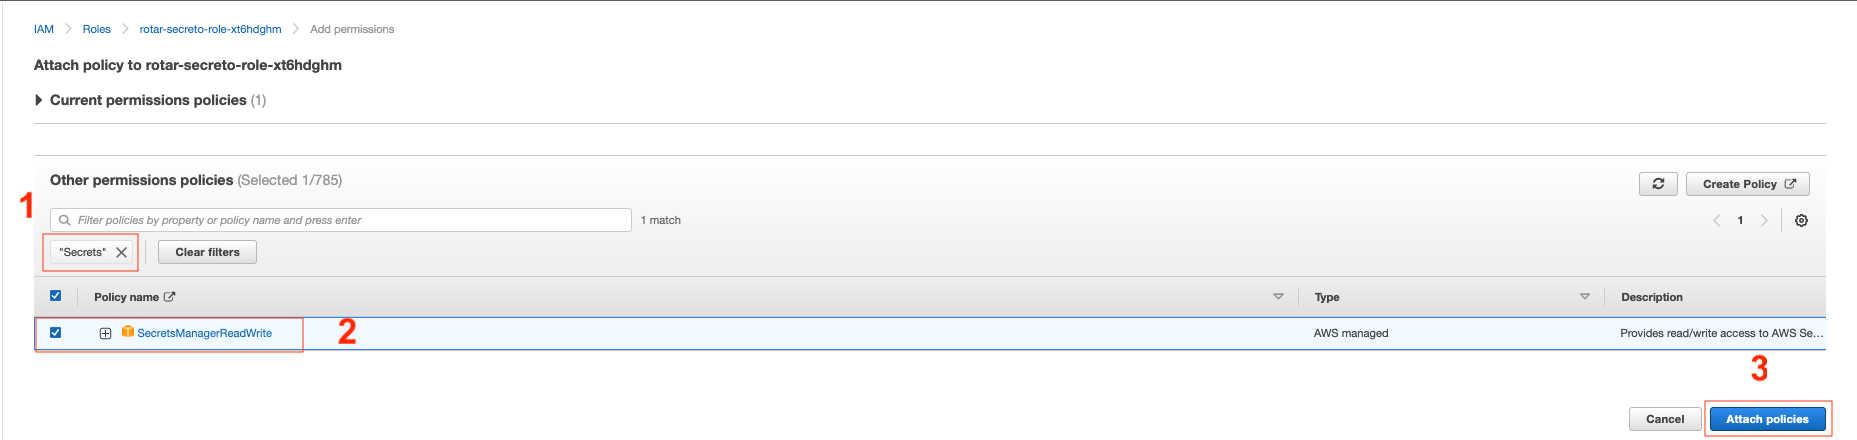 IAM > Roles > rotar-secreto-role-xt6hdghm > Add permissions
Attach policy to rotar-secreto-role-xt6hdghm
Current permissions policies (1)
Other permissions policies (Selected 1/785)
Create Policy
1
Filter policies by property or policy name and press enter
1 match
1
"Secrets"
Clear filters
Policy name
Type
Description
SecretsManagerReadWrite
2
AWS managed
Provides read/write access to AWS Se...
3
Cancel
Attach policies